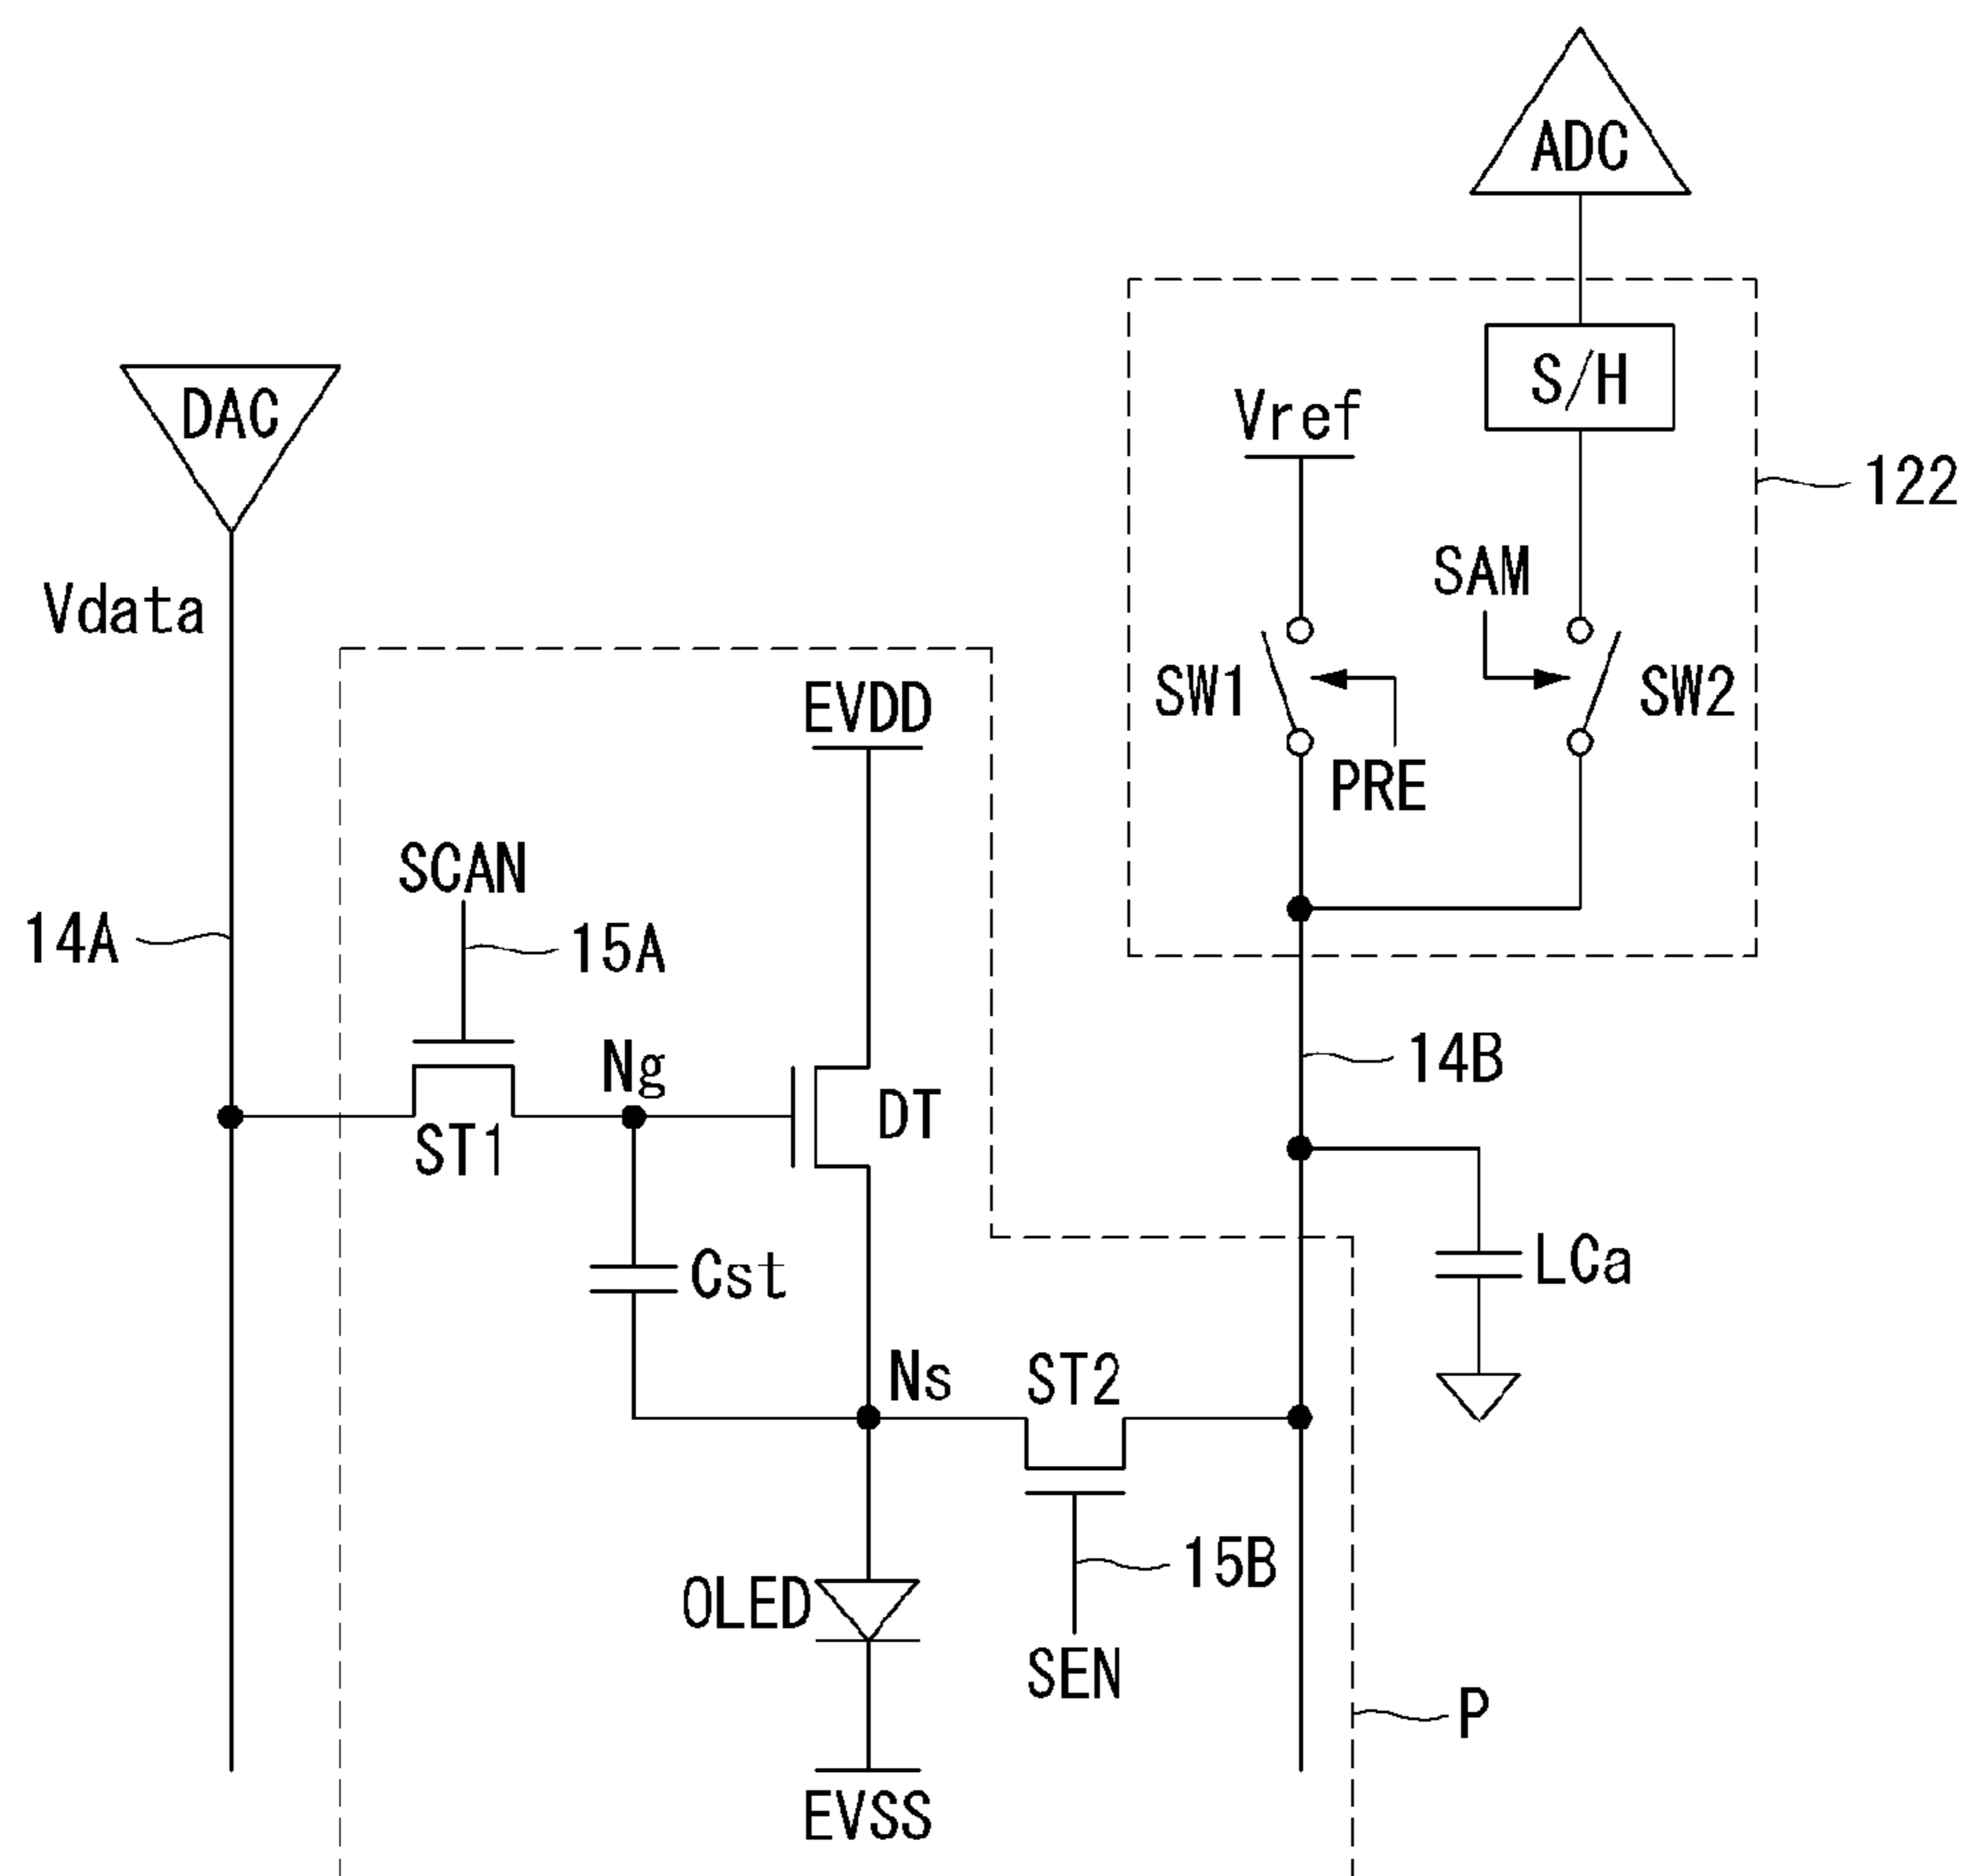 ADC
S/H
DAC
Vref
122
SAM
Vdata
SW1
SW2
EVDD
PRE
SCAN
14A
15A
14B
Ng
DT
ST1
Cst
LCa
Ns
ST2
15B
OLED
SEN
P
EVSS